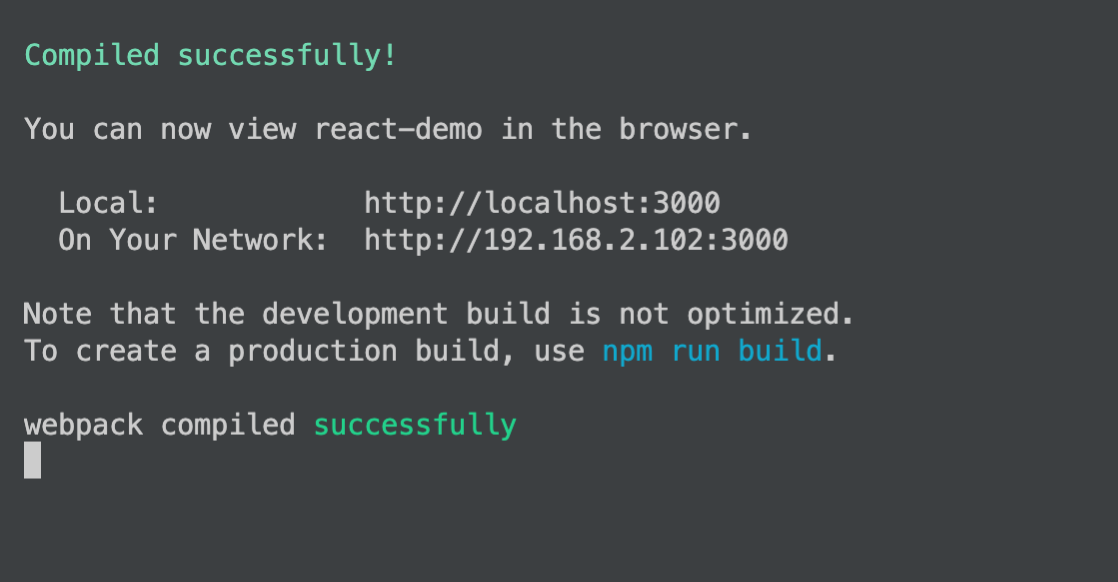 Compiled successfully!
You can now view react-demo in the browser.
Local: http://localhost:3000
On Your Network: http://192.168.2.102:3000
Note that the development build is not optimized.
To create a production build, use npm run build.
webpack compiled successfully